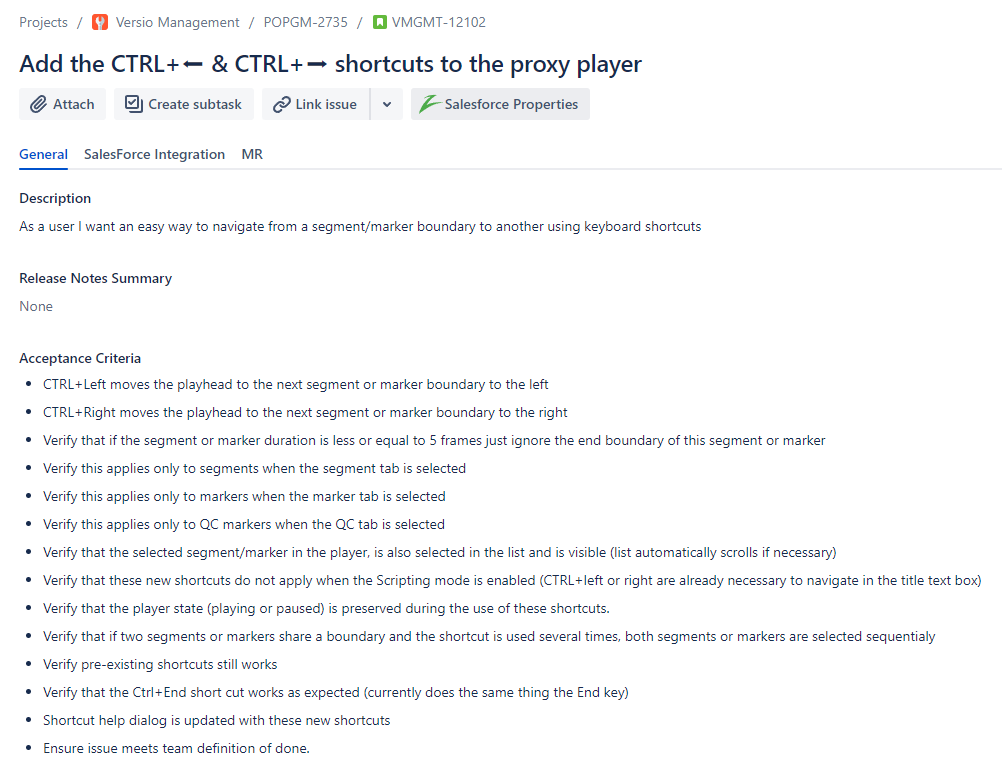 Projects / Versio Management / POPGM-2735 / VMGMT-12102
Add the CTRL+← & CTRL+→ shortcuts to the proxy player
Attach Create subtask Link issue Salesforce Properties
General SalesForce Integration MR
Description
As a user I want an easy way to navigate from a segment/marker boundary to another using keyboard shortcuts
Release Notes Summary
None
Acceptance Criteria
• CTRL+Left moves the playhead to the next segment or marker boundary to the left
• CTRL+Right moves the playhead to the next segment or marker boundary to the right
• Verify that if the segment or marker duration is less or equal to 5 frames just ignore the end boundary of this segment or marker
• Verify this applies only to segments when the segment tab is selected
• Verify this applies only to markers when the marker tab is selected
• Verify this applies only to QC markers when the QC tab is selected
• Verify that the selected segment/marker in the player, is also selected in the list and is visible (list automatically scrolls if necessary)
• Verify that these new shortcuts do not apply when the Scripting mode is enabled (CTRL+left or right are already necessary to navigate in the title text box)
• Verify that the player state (playing or paused) is preserved during the use of these shortcuts.
• Verify that if two segments or markers share a boundary and the shortcut is used several times, both segments or markers are selected sequentialy
• Verify pre-existing shortcuts still works
• Verify that the Ctrl+End short cut works as expected (currently does the same thing the End key)
• Shortcut help dialog is updated with these new shortcuts
• Ensure issue meets team definition of done.